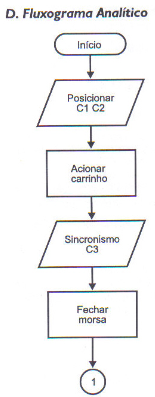 D. Fluxograma Analítico
Início
Posicionar
C1 C2
Acionar
carrinho
Sincronismo
C3
Fechar
morsa
1